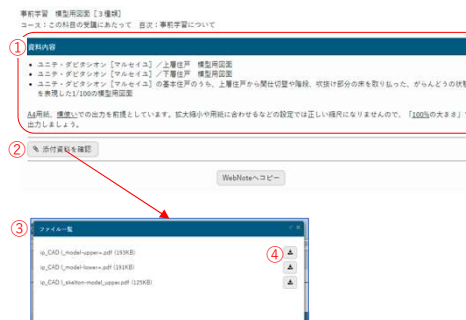 事前学習 模型用図面 [3種類]
コース：この科目の受講にあたって 目次：事前学習について
①
資料内容
• ユニテ・ダビタシオン [マルセイユ] ／上層住戸 模型用図面
• ユニテ・ダビタシオン [マルセイユ] ／下層住戸 模型用図面
• ユニテ・ダビタシオン [マルセイユ] の基本住戸のうち、上層住戸から間仕切壁や階段、吹抜け部分の床を取り払った、がらんどうの状態
を表現した1/100の模型用図面
A4用紙、横使いでの出力を前提としています。拡大縮小や用紙に合わせるなどの設定では正しい縮尺になりませんので、「100%の大きさ」で
出力しましょう。
② 添付資料を確認
WebNoteへコピー
③ ファイル一覧
ip_CAD (_model-upper+.pdf (193KB)
④
ip_CAD (_model-lower+.pdf (191KB)
ip_CAD (_skelton-model_upper.pdf (125KB)